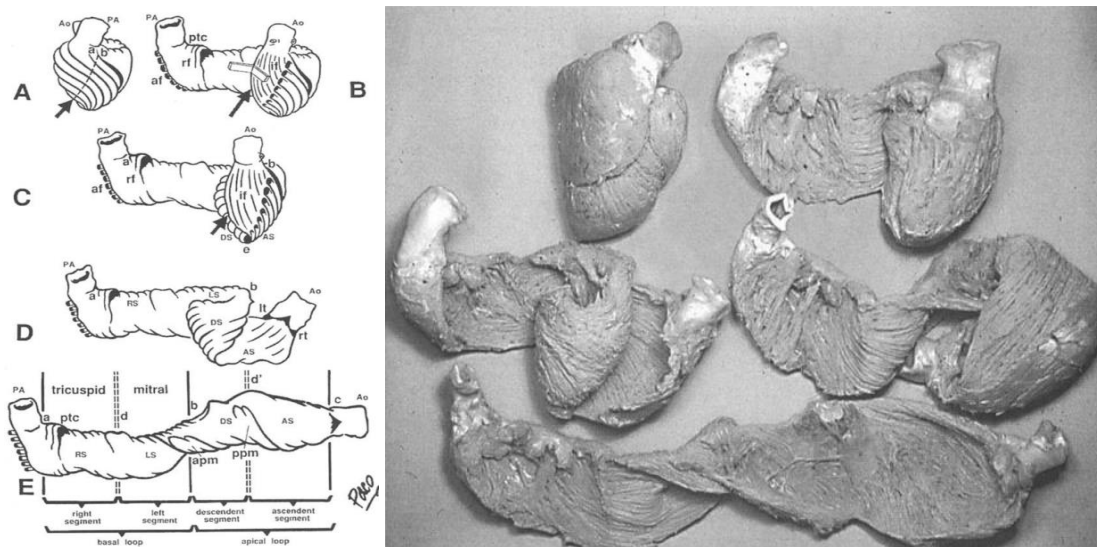 Ao PA
a b
A
PA
ptc
Ao
a
rf if
af
B
PA
Ao
a
b
rf if
af
C
DS AS
e
PA
a
b
Ao
RS LS lt
DS rt
D
AS
tricuspid mitral d'
PA
a ptc d b c Ao
DS AS
RS LS apm ppm
E
PACO
right segment
left segment
descendent segment
ascendent segment
basal loop apical loop